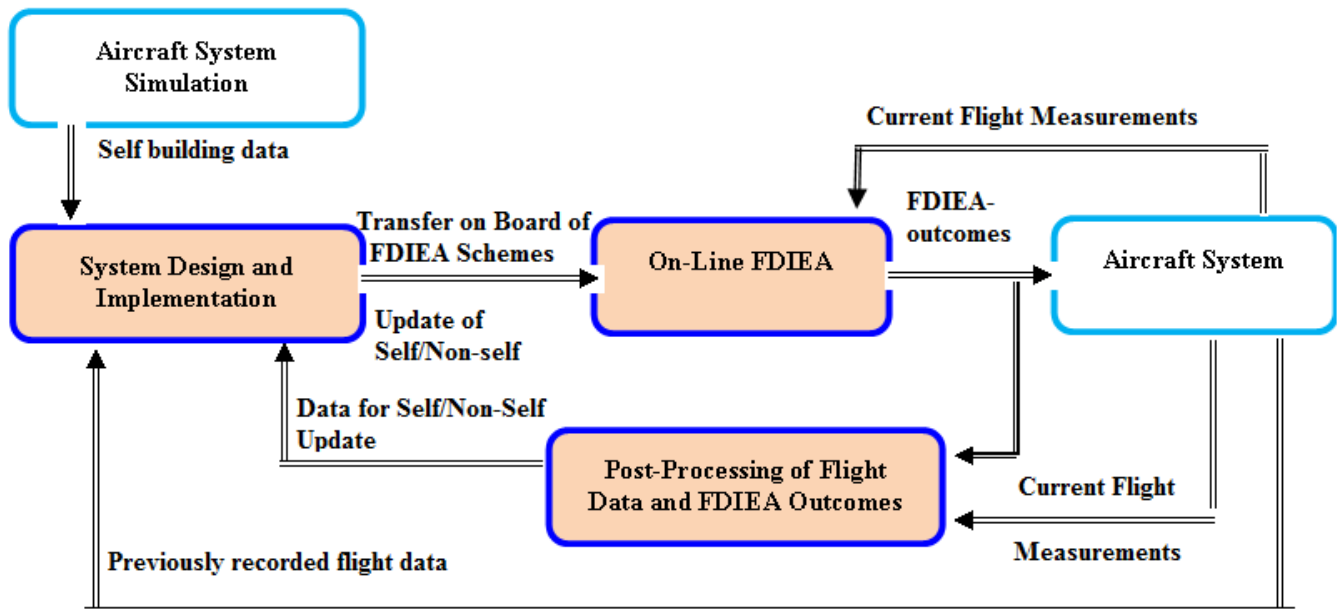 Aircraft System
Simulation
Self building data
Current Flight Measurements
System Design and
Implementation
Transfer on Board of
FDIEA Schemes
Update of
Self/Non-self
On-Line FDIEA
FDIEA-
outcomes
Aircraft System
Data for Self/Non-Self
Update
Post-Processing of Flight
Data and FDIEA Outcomes
Current Flight
Measurements
Previously recorded flight data